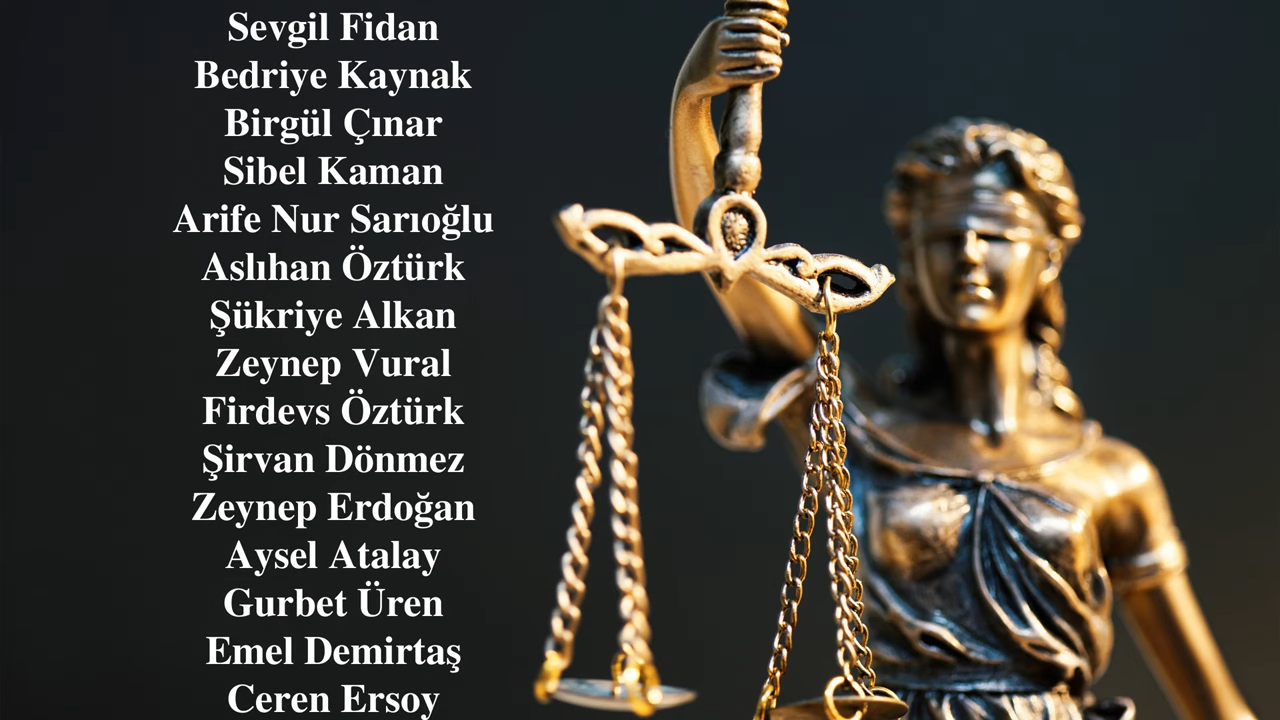 Sevgil Fidan
Bedriye Kaynak
Birgül Çınar
Sibel Kaman
Arife Nur Sarıoğlu
Aslıhan Öztürk
Şükriye Alkan
Zeynep Vural
Firdevs Öztürk
Şirvan Dönmez
Zeynep Erdoğan
Aysel Atalay
Gurbet Üren
Emel Demirtaş
Ceren Ersoy